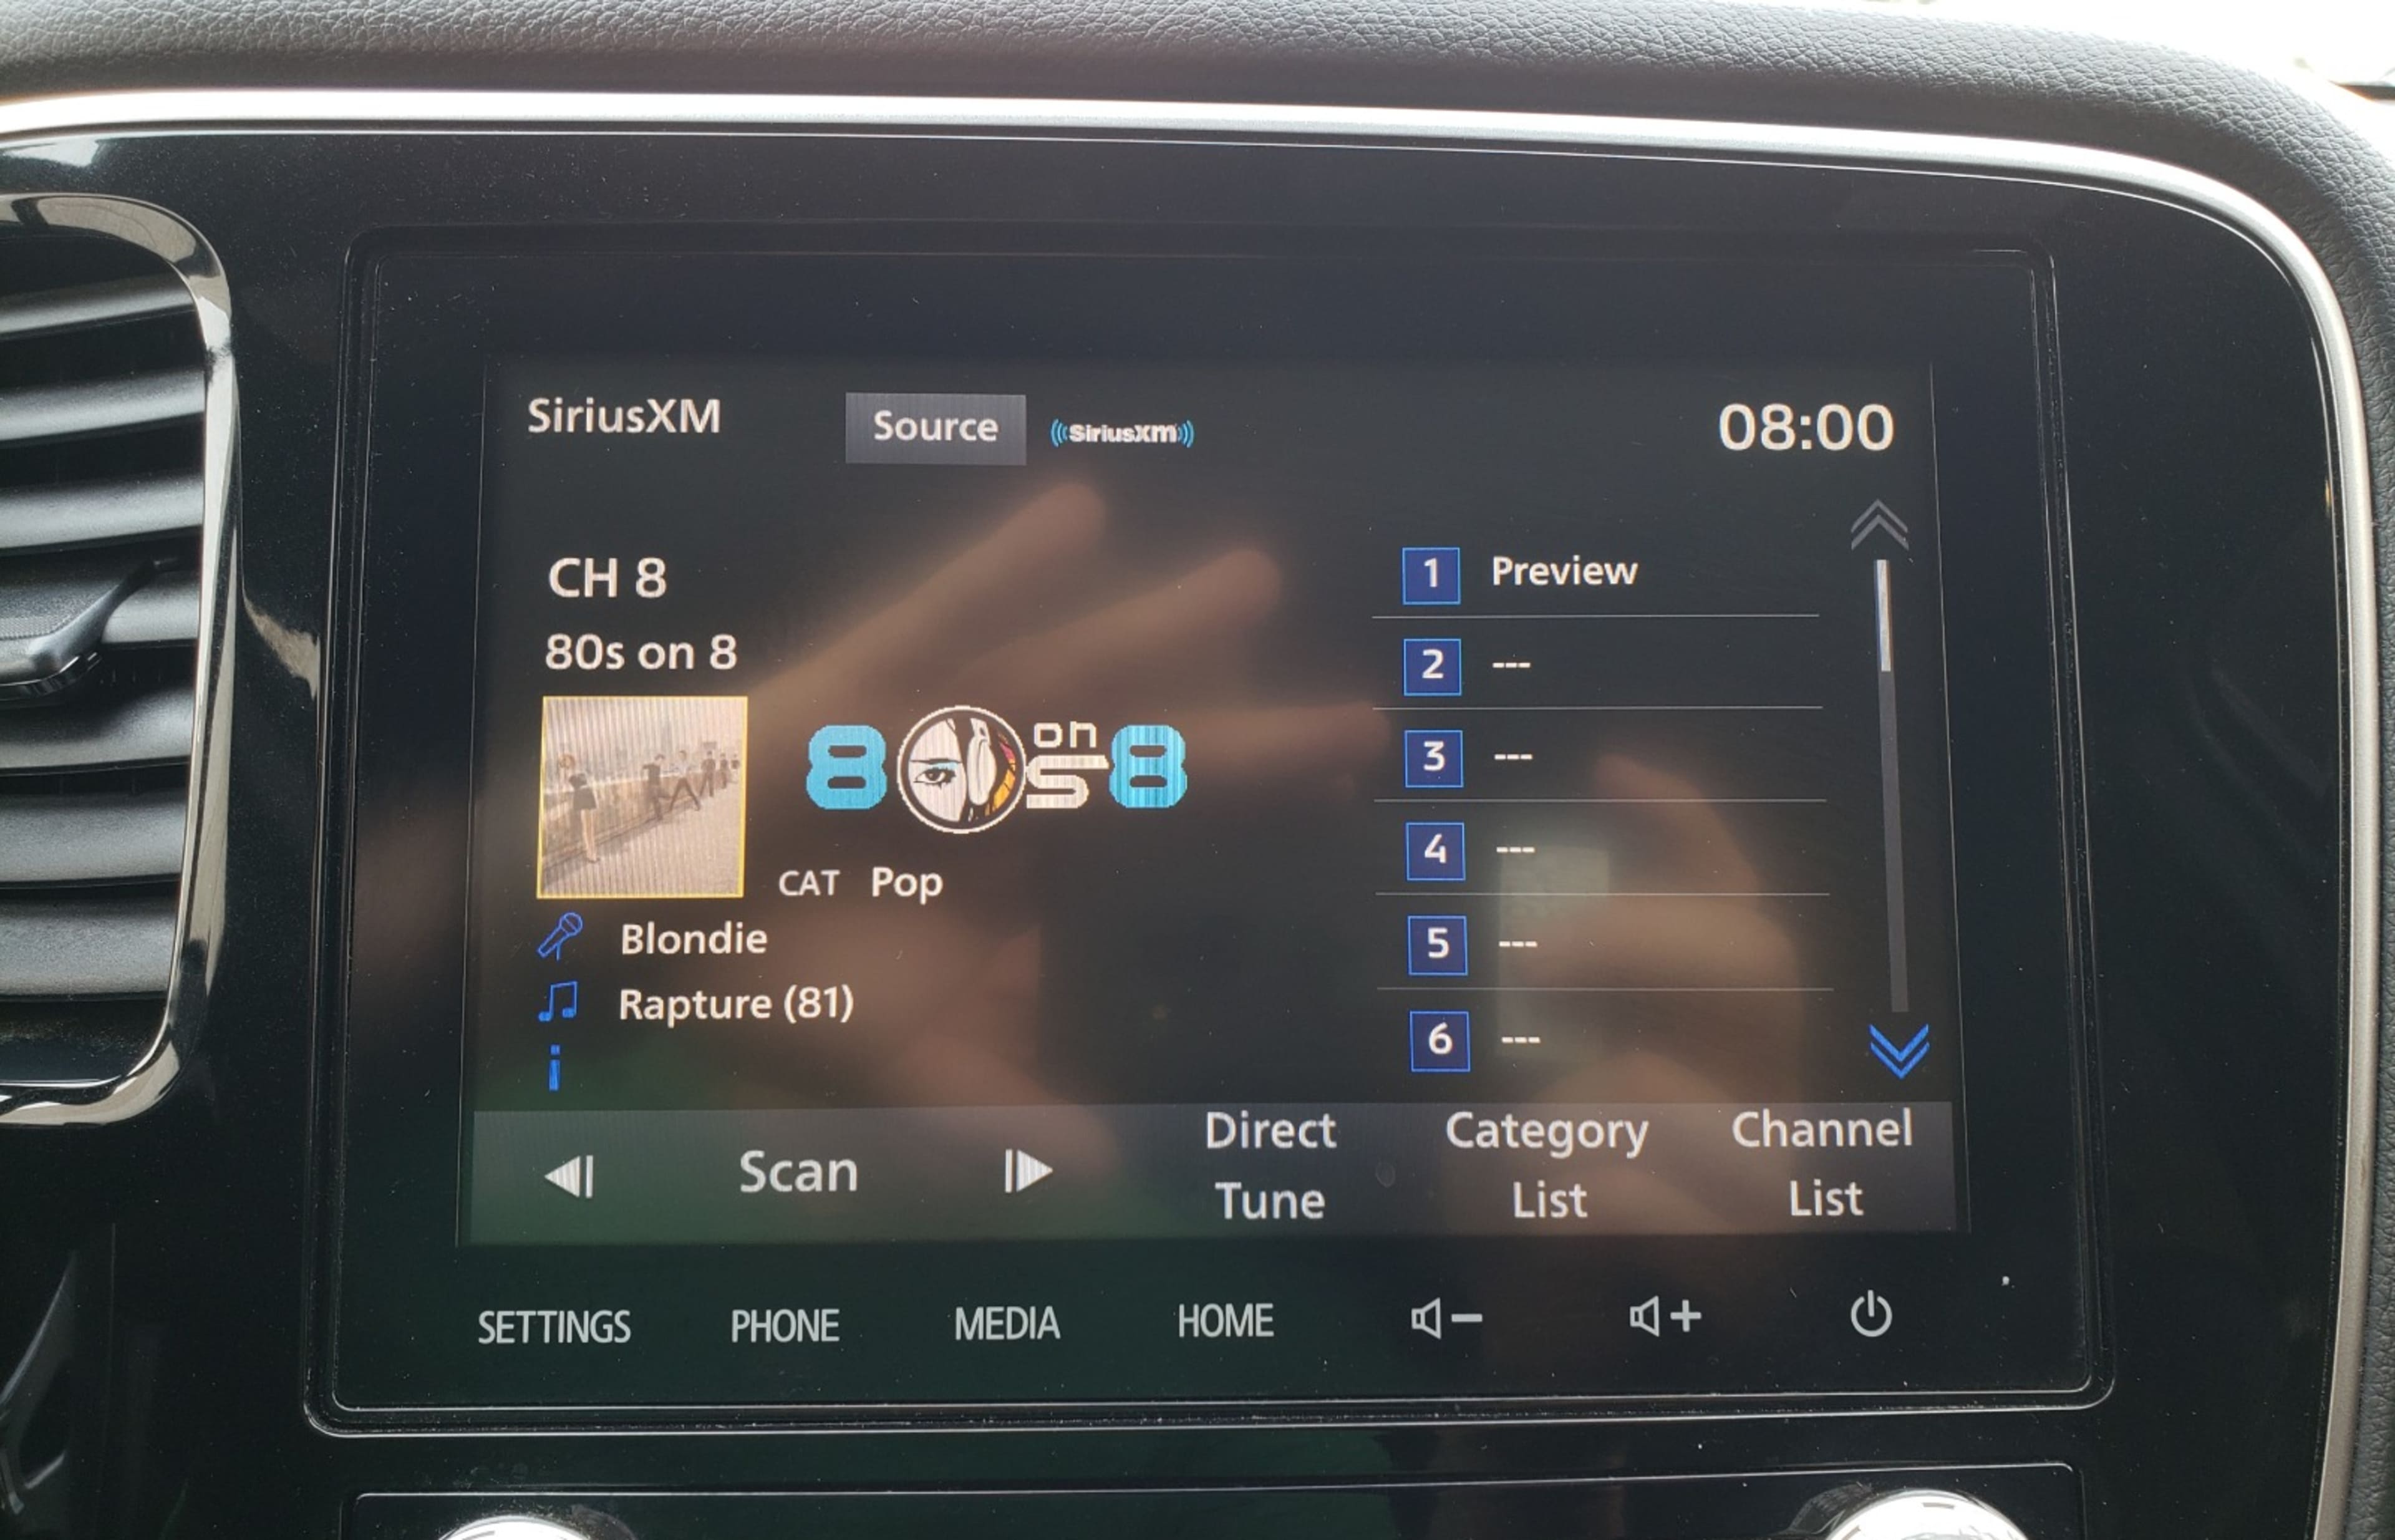 SiriusXM
Source
SiriusXM
08:00
CH 8
80s on 8
80s on 8
CAT Pop
Blondie
Rapture (81)
i
1 Preview
2 ---
3 ---
4 ---
5 ---
6 ---
Scan
Direct
Tune
Category
List
Channel
List
SETTINGS PHONE MEDIA HOME